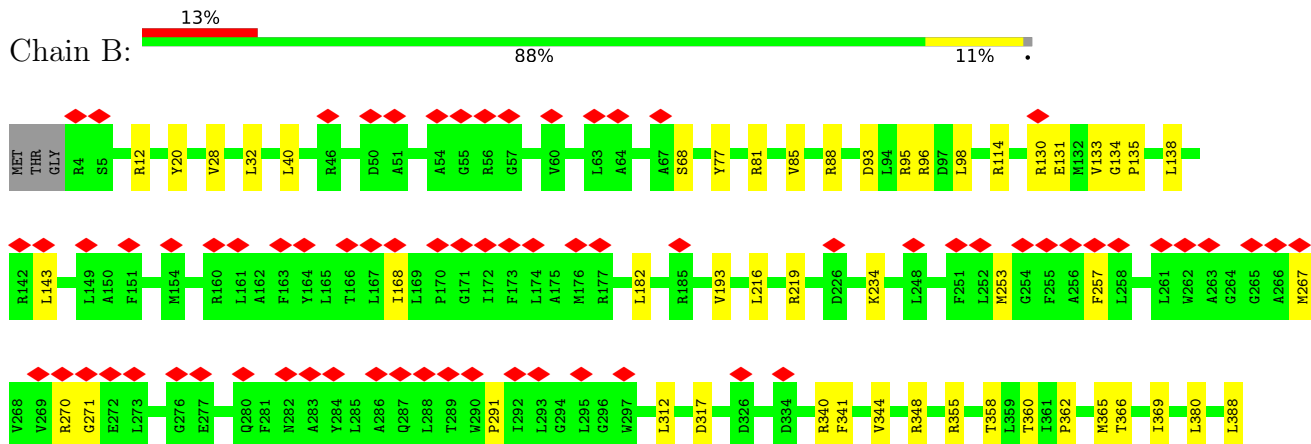 13%
Chain B:
88%
11%
•
MET THR GLY R4 S5 R12 Y20 V28 L32 L40 R46 D50 A51 A54 G55 R56 G57 V60 L63 A64 A67 S68 Y77 R81 V85 R88 D93 L94 R95 R96 D97 L98 R114 R130 E131 M132 V133 G134 P135 L138
R142 L143 L149 A150 F151 M154 R160 L161 A162 F163 Y164 L165 T166 L167 I168 L169 P170 G171 I172 F173 L174 A175 M176 R177 L182 R185 V193 L216 R219 D226 K234 L248 F251 L252 M253 G254 F255 A256 F257 L258 L261 W262 A263 G264 G265 A266 M267
V268 V269 R270 G271 E272 L273 G276 E277 Q280 F281 N282 A283 Y284 L285 A286 Q287 L288 T289 W290 P291 I292 L293 G294 L295 G296 W297 L312 D317 D326 D334 R340 F341 V344 R348 R355 T358 L359 T360 I361 P362 M365 T366 I369 L380 L388